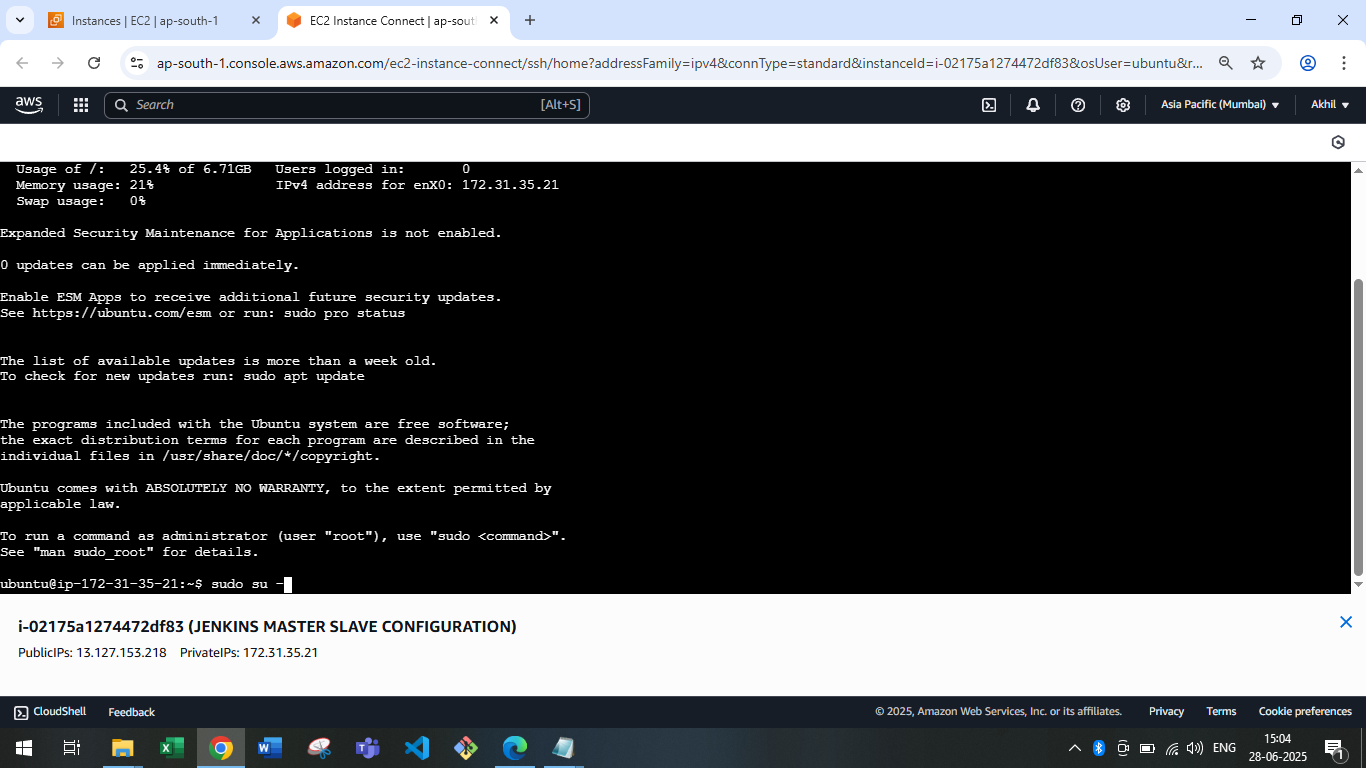 Instances | EC2 | ap-south-1
EC2 Instance Connect | ap-sout
ap-south-1.console.aws.amazon.com/ec2-instance-connect/ssh/home?addressFamily=ipv4&connType=standard&instanceId=i-02175a1274472df83&osUser=ubuntu&r...
aws
Search
[Alt+S]
Asia Pacific (Mumbai)
Akhil
Usage of /: 25.4% of 6.71GB Users logged in: 0
Memory usage: 21% IPv4 address for enX0: 172.31.35.21
Swap usage: 0%
Expanded Security Maintenance for Applications is not enabled.
0 updates can be applied immediately.
Enable ESM Apps to receive additional future security updates.
See https://ubuntu.com/esm or run: sudo pro status
The list of available updates is more than a week old.
To check for new updates run: sudo apt update
The programs included with the Ubuntu system are free software;
the exact distribution terms for each program are described in the
individual files in /usr/share/doc/*/copyright.
Ubuntu comes with ABSOLUTELY NO WARRANTY, to the extent permitted by
applicable law.
To run a command as administrator (user "root"), use "sudo <command>".
See "man sudo_root" for details.
ubuntu@ip-172-31-35-21:~$ sudo su -
i-02175a1274472df83 (JENKINS MASTER SLAVE CONFIGURATION)
PublicIPs: 13.127.153.218 PrivateIPs: 172.31.35.21
CloudShell
Feedback
© 2025, Amazon Web Services, Inc. or its affiliates.
Privacy
Terms
Cookie preferences
ENG
15:04
28-06-2025
1